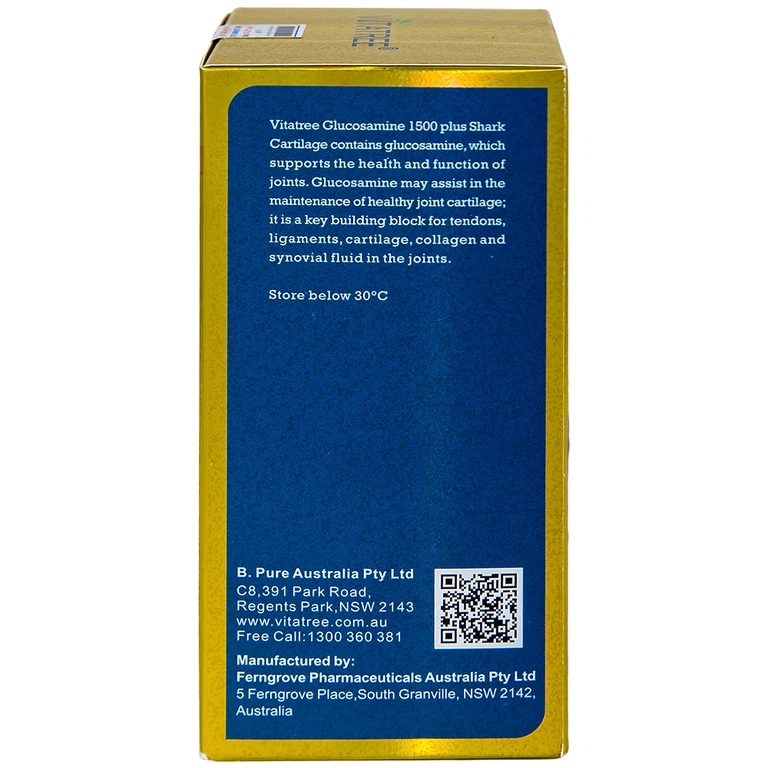 VITATREE®
Vitatree Glucosamine 1500 plus Shark
Cartilage contains glucosamine, which
supports the health and function of
joints. Glucosamine may assist in the
maintenance of healthy joint cartilage;
it is a key building block for tendons,
ligaments, cartilage, collagen and
synovial fluid in the joints.
Store below 30°C
B. Pure Australia Pty Ltd
C8,391 Park Road,
Regents Park,NSW 2143
www.vitatree.com.au
Free Call:1300 360 381
Manufactured by:
Ferngrove Pharmaceuticals Australia Pty Ltd
5 Ferngrove Place,South Granville, NSW 2142,
Australia